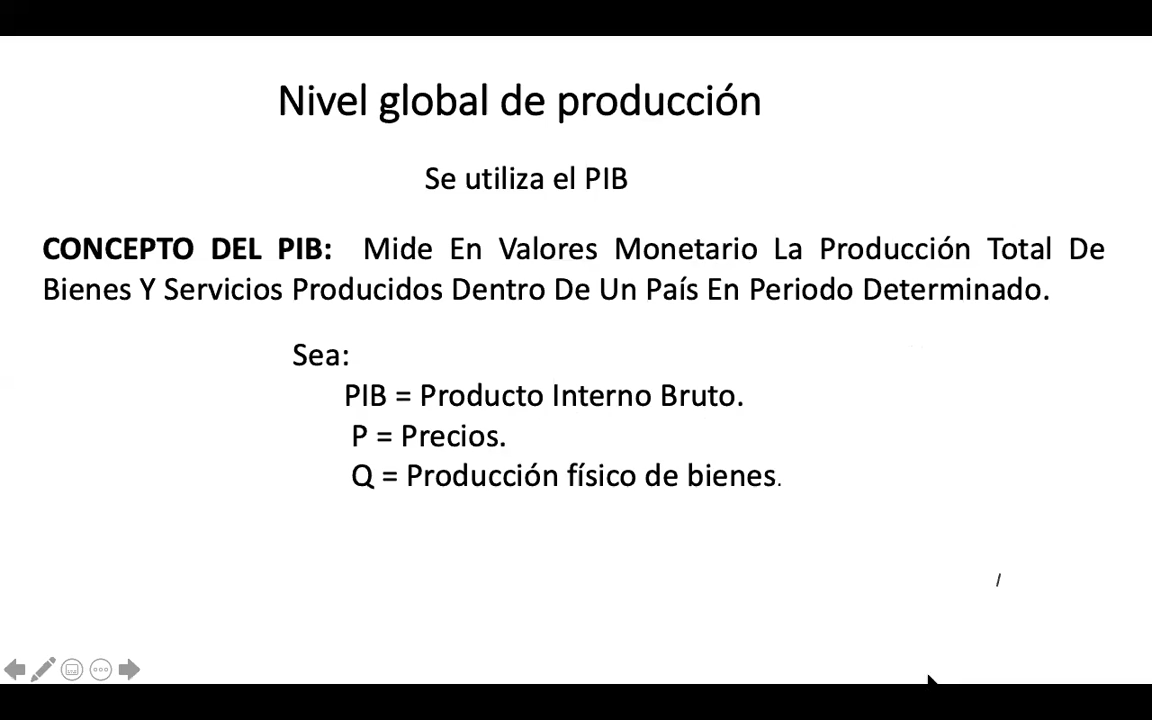 Nivel global de producción
Se utiliza el PIB
CONCEPTO DEL PIB: Mide En Valores Monetario La Producción Total De
Bienes Y Servicios Producidos Dentro De Un País En Periodo Determinado.
Sea:
PIB = Producto Interno Bruto.
P = Precios.
Q = Producción físico de bienes.